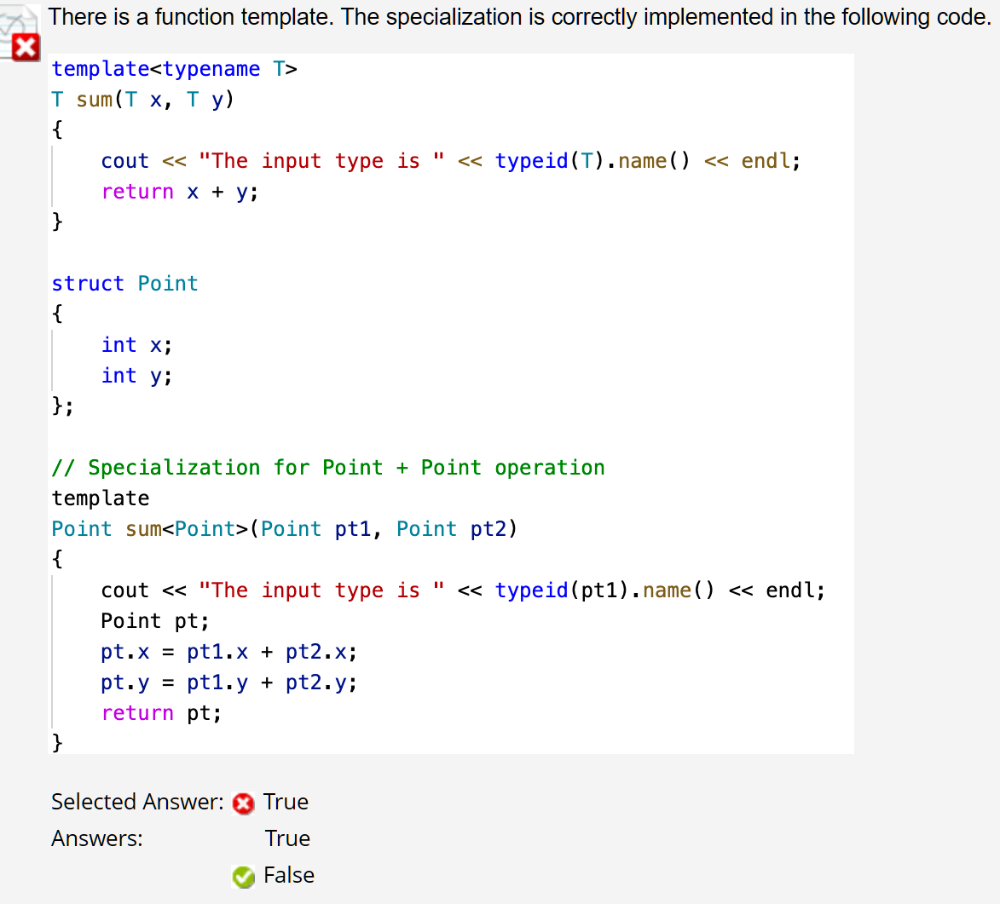 There is a function template. The specialization is correctly implemented in the following code.
template<typename T>
T sum(T x, T y)
{
    cout << "The input type is " << typeid(T).name() << endl;
    return x + y;
}
struct Point
{
    int x;
    int y;
};
// Specialization for Point + Point operation
template
Point sum<Point>(Point pt1, Point pt2)
{
    cout << "The input type is " << typeid(pt1).name() << endl;
    Point pt;
    pt.x = pt1.x + pt2.x;
    pt.y = pt1.y + pt2.y;
    return pt;
}
Selected Answer: True
Answers: True
False